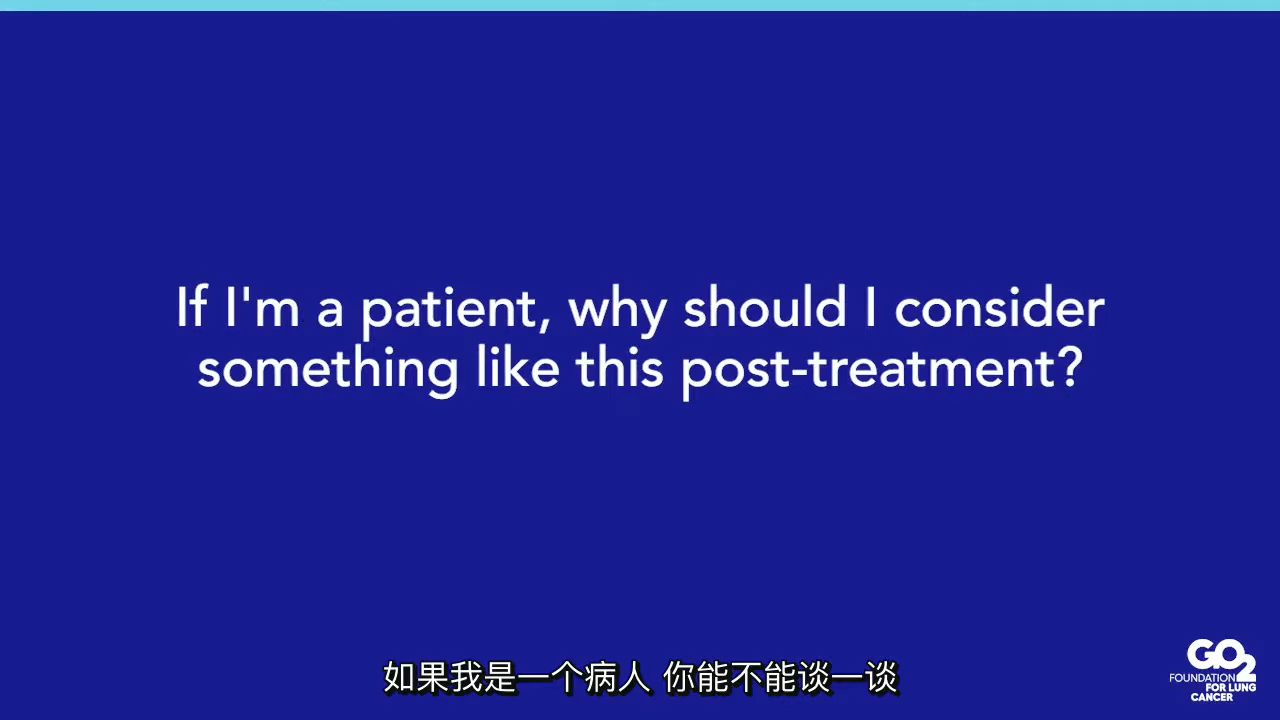 If I'm a patient, why should I consider
something like this post-treatment?
如果我是一个病人 你能不能谈一谈
GO2
FOUNDATION
FOR LUNG
CANCER